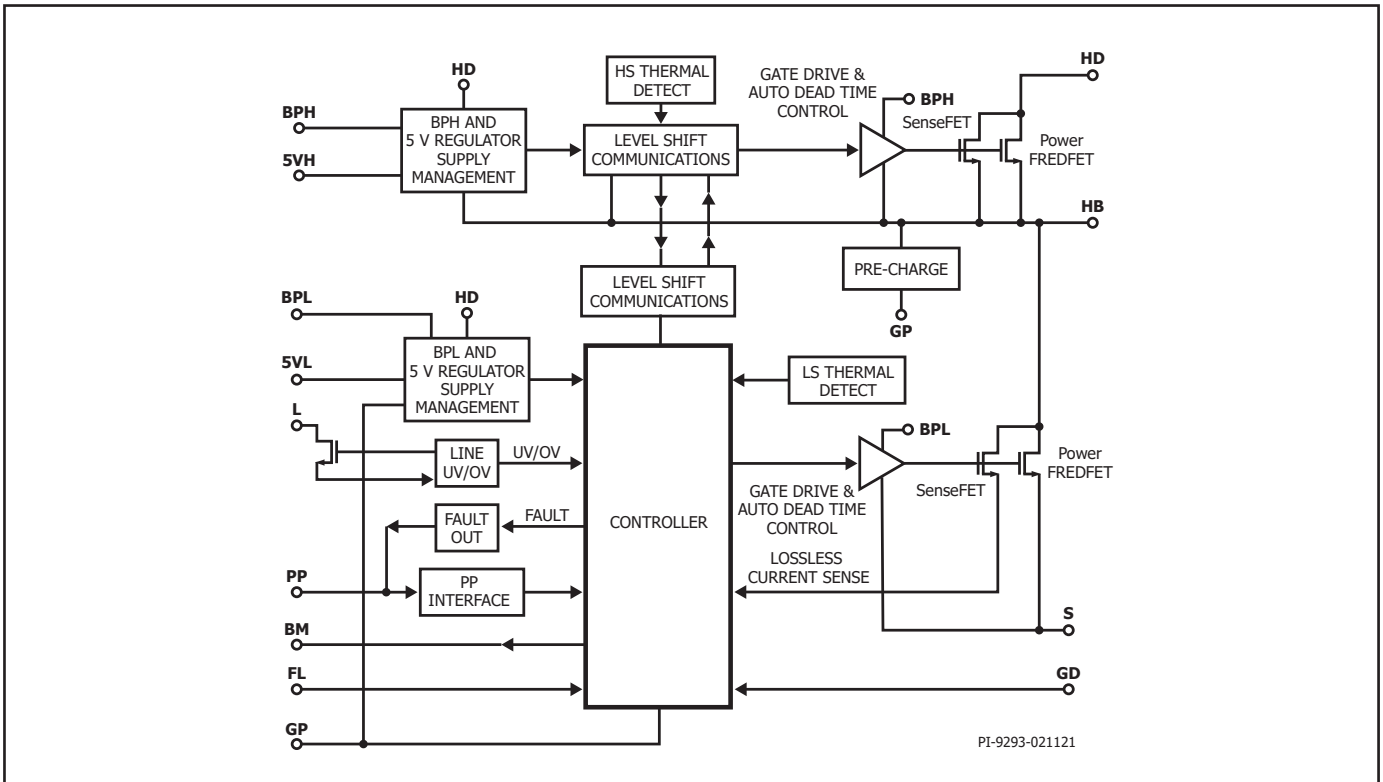 HD
BPH
5VH
BPH AND
5 V REGULATOR
SUPPLY
MANAGEMENT
HS THERMAL
DETECT
LEVEL SHIFT
COMMUNICATIONS
GATE DRIVE &
AUTO DEAD TIME
CONTROL
BPH
SenseFET
Power
FREDFET
HD
HB
PRE-CHARGE
GP
LEVEL SHIFT
COMMUNICATIONS
BPL
HD
5VL
BPL AND
5 V REGULATOR
SUPPLY
MANAGEMENT
L
LINE
UV/OV
UV/OV
FAULT
OUT
FAULT
PP
PP
INTERFACE
BM
FL
GP
CONTROLLER
LS THERMAL
DETECT
BPL
SenseFET
Power
FREDFET
GATE DRIVE &
AUTO DEAD TIME
CONTROL
LOSSLESS
CURRENT SENSE
S
GD
PI-9293-021121